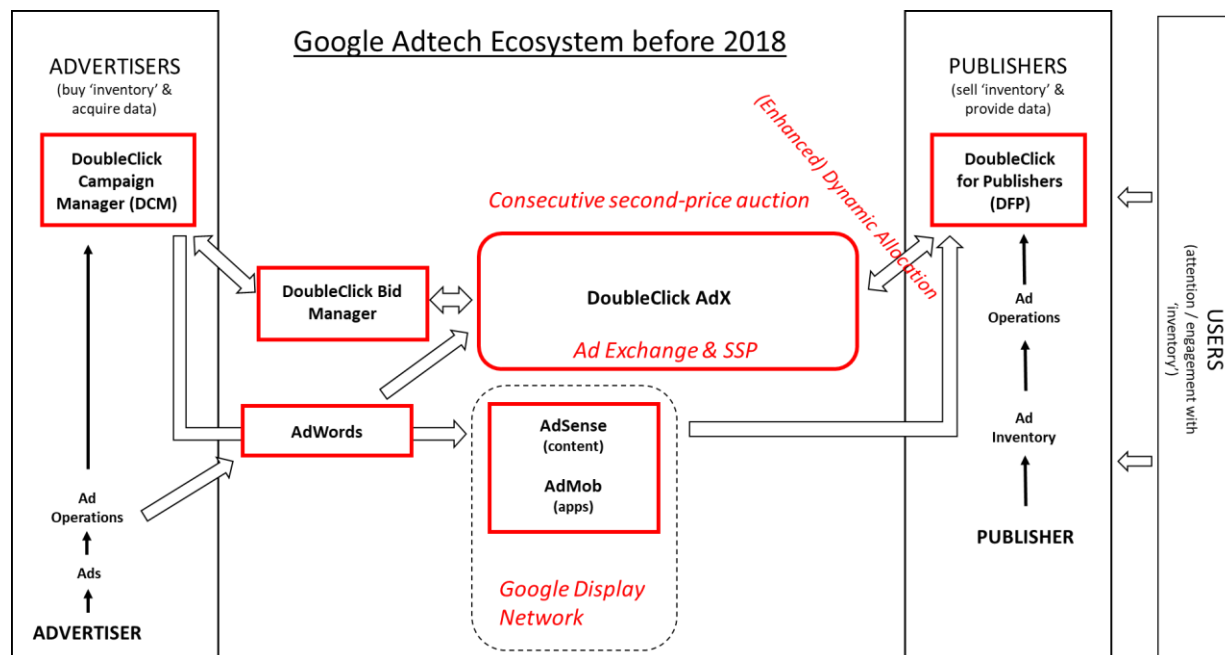 Google Adtech Ecosystem before 2018
ADVERTISERS
(buy ‘inventory’ &
acquire data)
DoubleClick
Campaign
Manager (DCM)
Ad
Operations
Ads
ADVERTISER
DoubleClick Bid
Manager
AdWords
Consecutive second-price auction
DoubleClick AdX
Ad Exchange & SSP
AdSense
(content)
AdMob
(apps)
Google Display
Network
(Enhanced) Dynamic Allocation
PUBLISHERS
(sell ‘inventory’ &
provide data)
DoubleClick
for Publishers
(DFP)
Ad
Operations
Ad
Inventory
PUBLISHER
USERS
(attention / engagement with
‘inventory’)